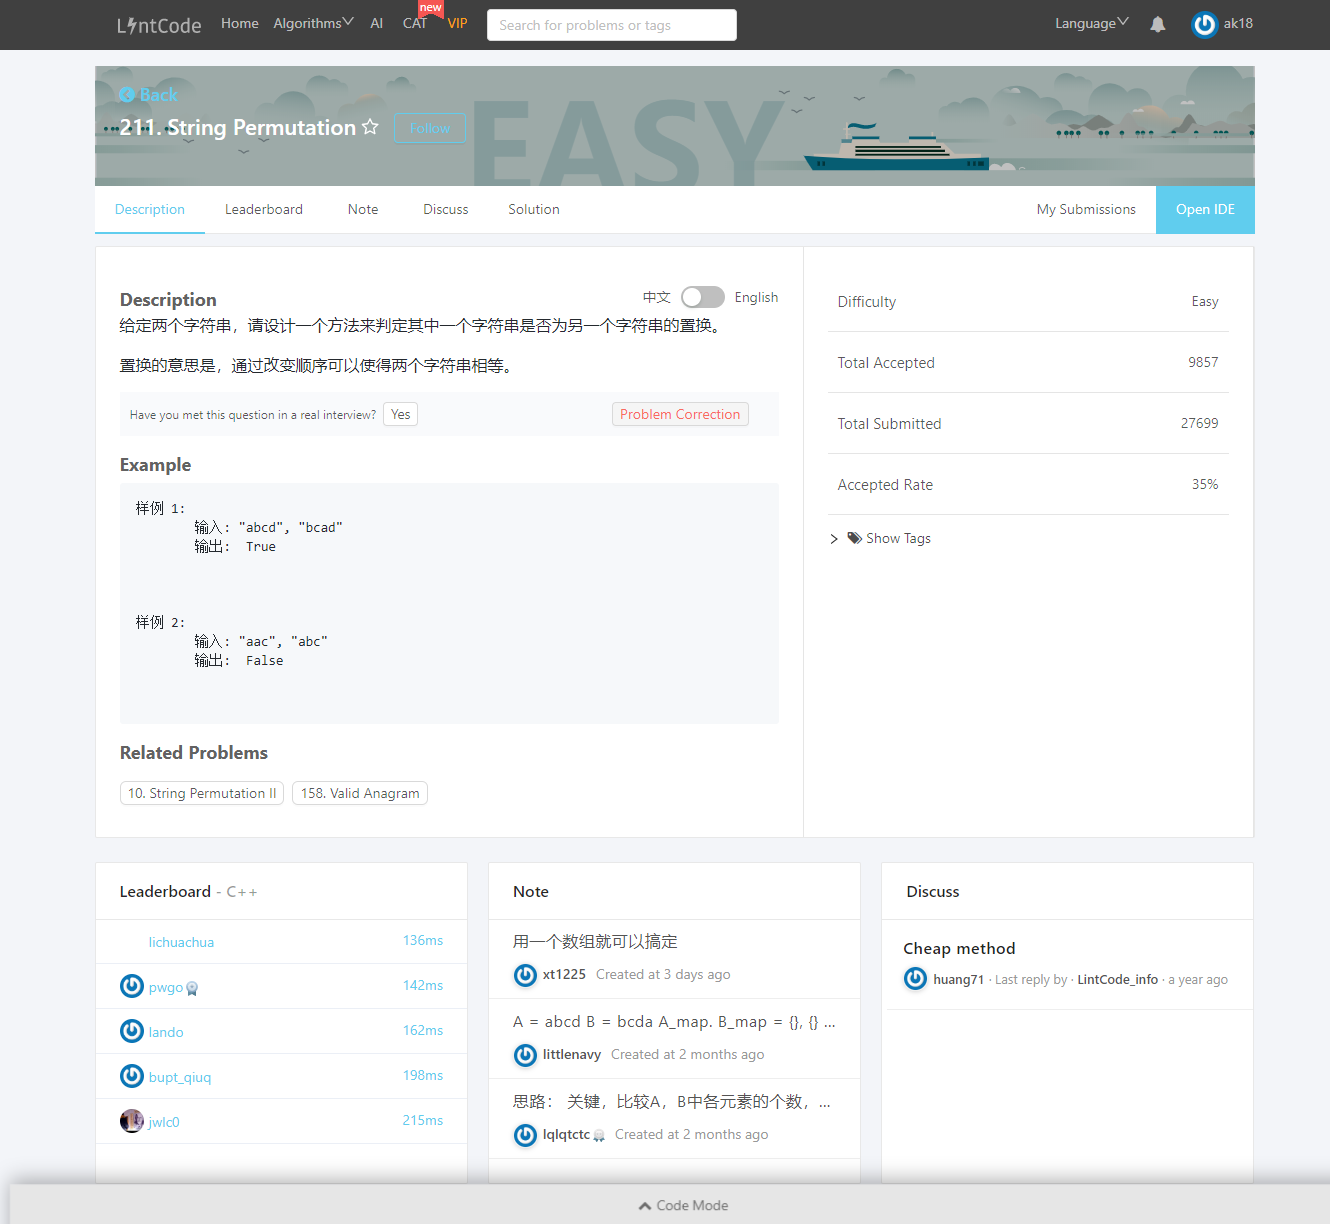 LintCode
Home
Algorithms
AI
CAT
new
VIP
Search for problems or tags
Language
ak18
EASY
Back
211. String Permutation
Follow
Description
Leaderboard
Note
Discuss
Solution
My Submissions
Open IDE
Description
中文
English
给定两个字符串，请设计一个方法来判定其中一个字符串是否为另一个字符串的置换。
置换的意思是，通过改变顺序可以使得两个字符串相等。
Have you met this question in a real interview?
Yes
Problem Correction
Example
样例 1:
输入: "abcd", "bcad"
输出: True
样例 2:
输入: "aac", "abc"
输出: False
Related Problems
10. String Permutation II
158. Valid Anagram
Difficulty
Easy
Total Accepted
9857
Total Submitted
27699
Accepted Rate
35%
Show Tags
Leaderboard - C++
lichuachua
136ms
pwgo
142ms
lando
162ms
bupt_qiuq
198ms
jwlc0
215ms
Note
用一个数组就可以搞定
xt1225 Created at 3 days ago
A = abcd B = bcda A_map. B_map = {}, {} ...
littlenavy Created at 2 months ago
思路： 关键，比较A，B中各元素的个数，...
lqlqtctc Created at 2 months ago
Discuss
Cheap method
huang71 · Last reply by · LintCode_info · a year ago
Code Mode